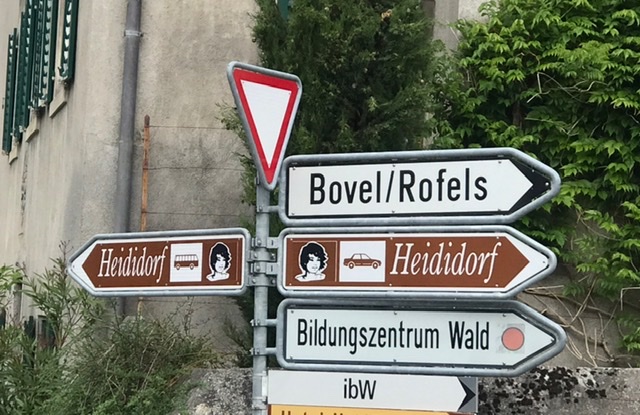 Bovel/Rofels
Heididorf
Heididorf
Bildungszentrum Wald
ibW